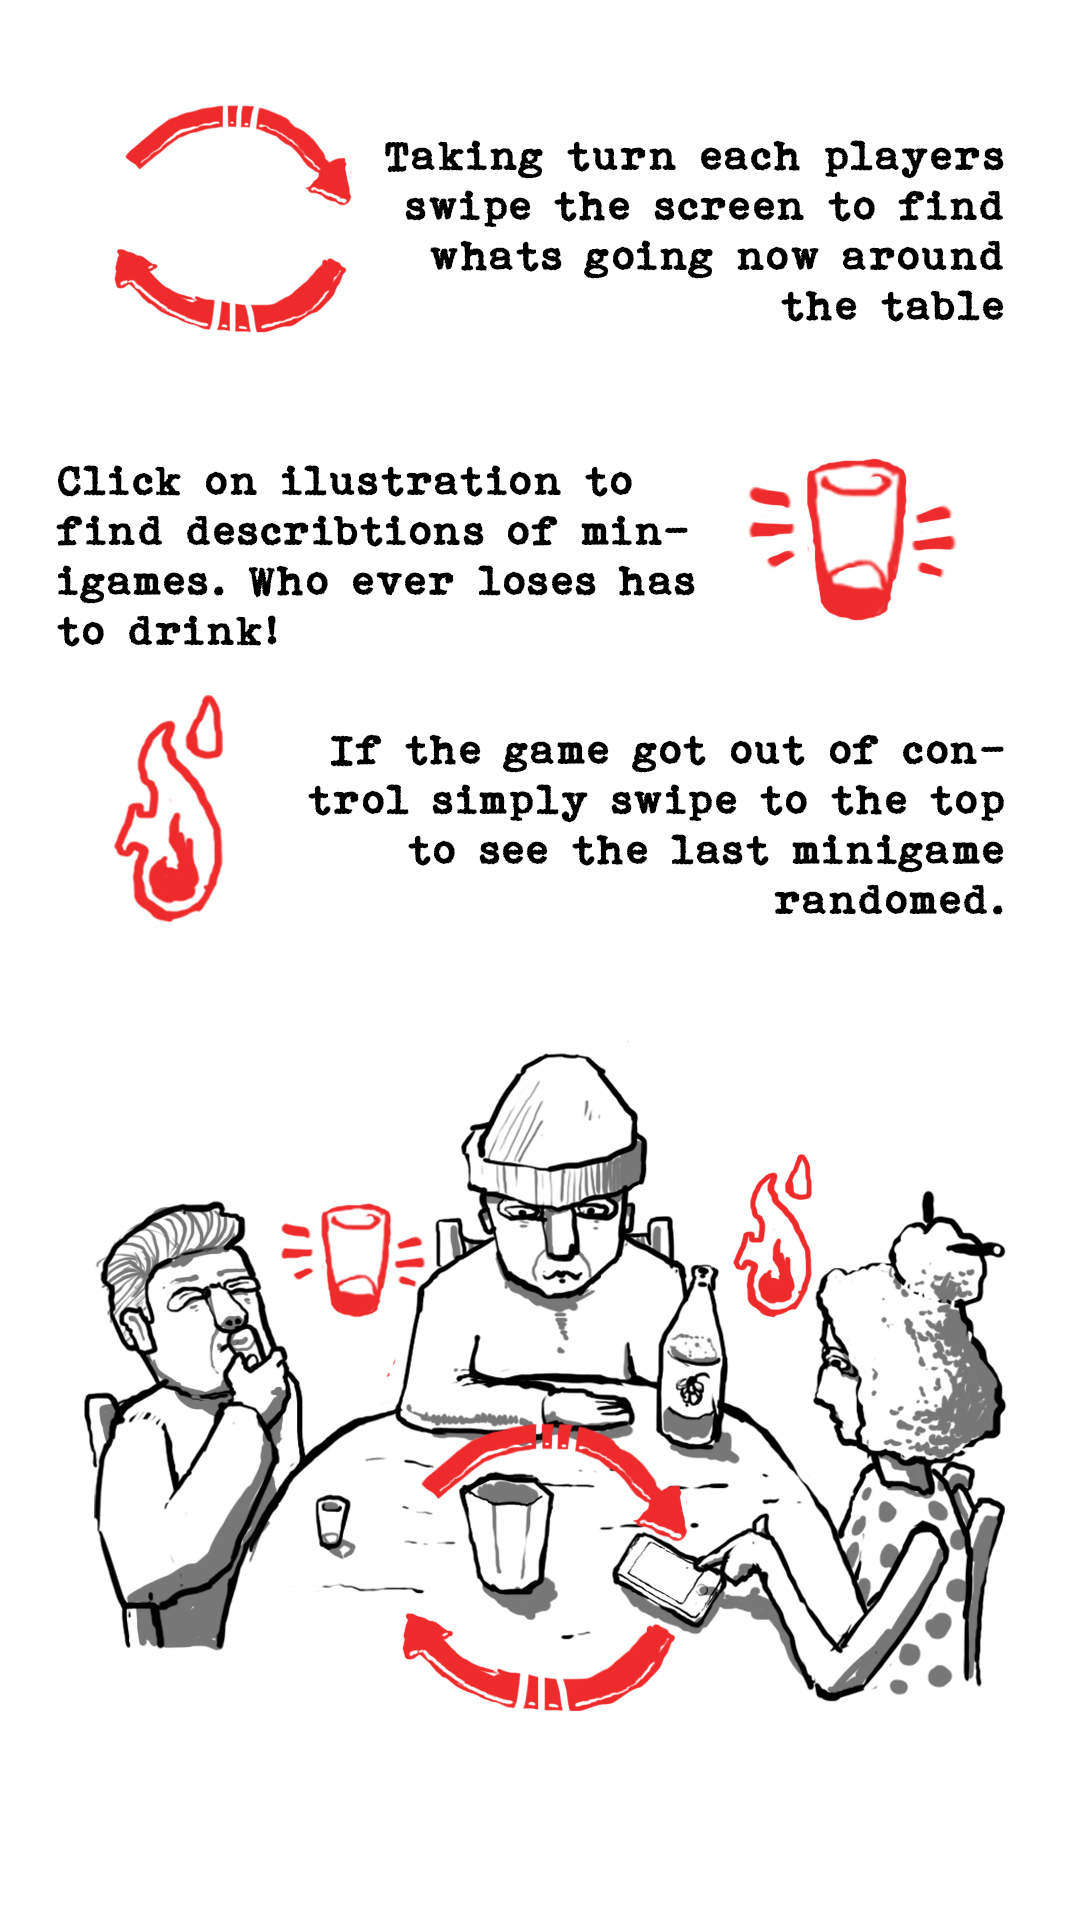 Taking turn each players
swipe the screen to find
whats going now around
the table
Click on ilustration to
find describtions of min-
igames. Who ever loses has
to drink!
If the game got out of con-
trol simply swipe to the top
to see the last minigame
randomed.